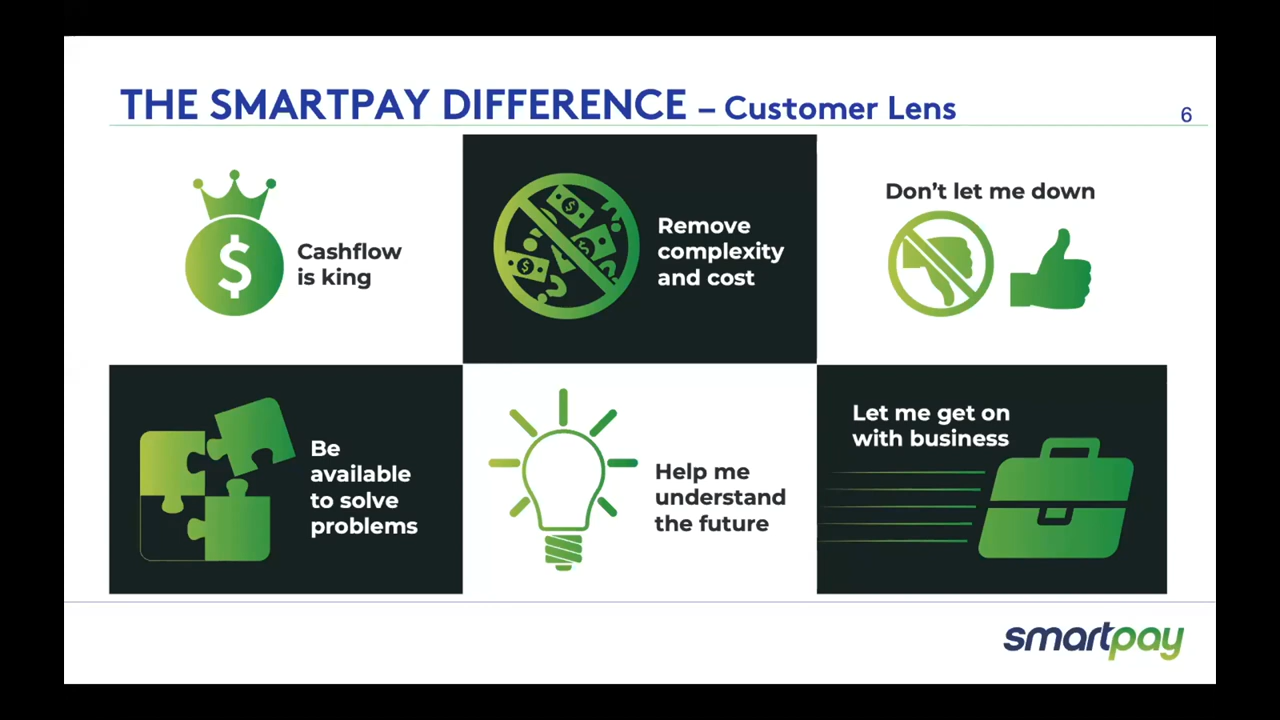 THE SMARTPAY DIFFERENCE – Customer Lens
6
Cashflow
is king
Remove
complexity
and cost
Don’t let me down
Be
available
to solve
problems
Help me
understand
the future
Let me get on
with business
smartpay